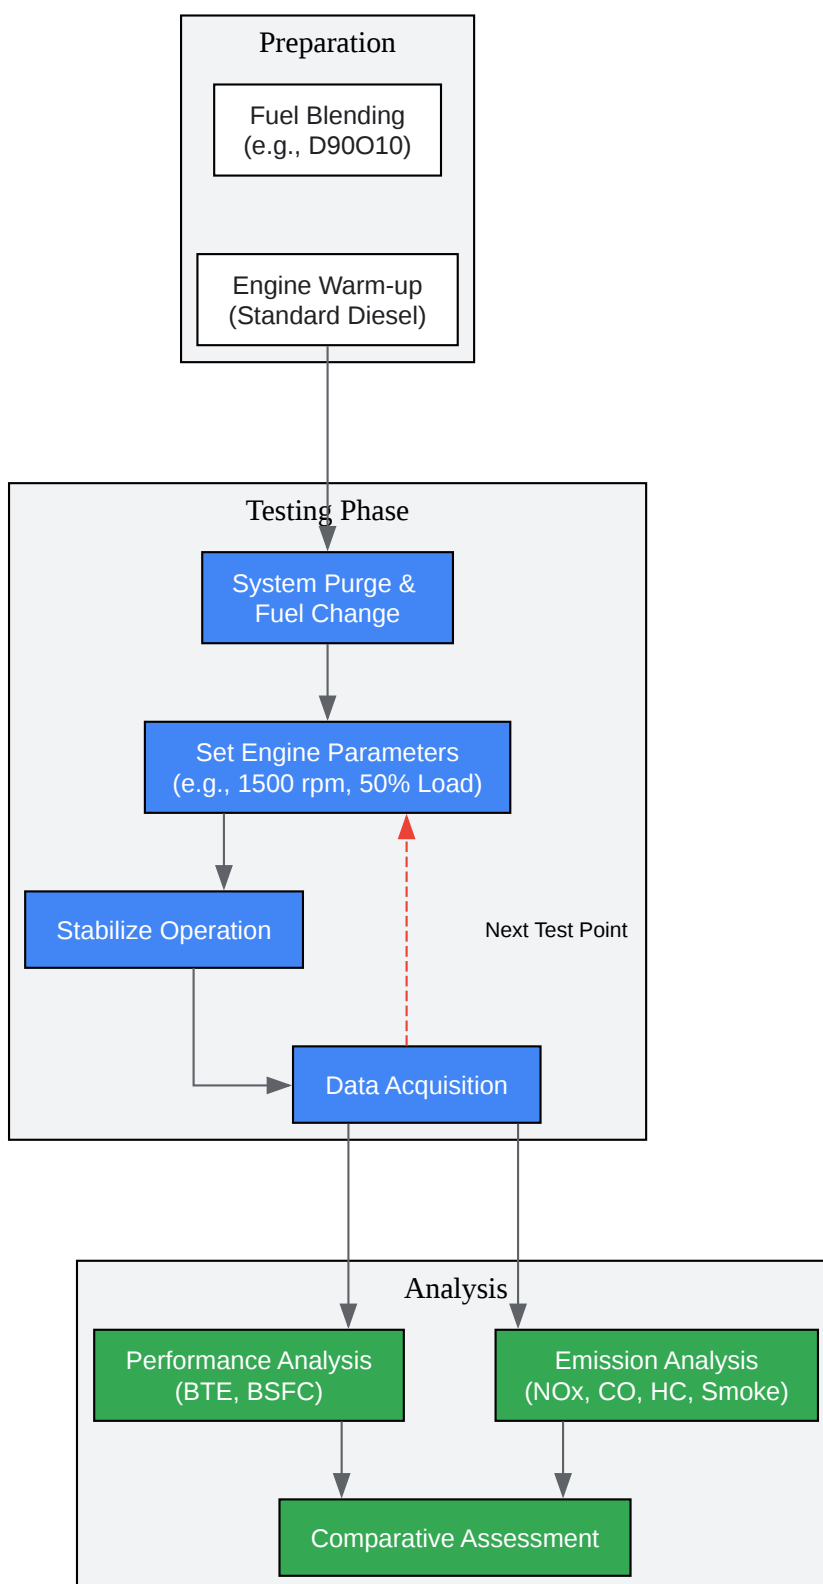 Preparation
Fuel Blending
(e.g., D90O10)
Engine Warm-up
(Standard Diesel)
Testing Phase
System Purge &
Fuel Change
Set Engine Parameters
(e.g., 1500 rpm, 50% Load)
Stabilize Operation
Next Test Point
Data Acquisition
Analysis
Performance Analysis
(BTE, BSFC)
Emission Analysis
(NOx, CO, HC, Smoke)
Comparative Assessment